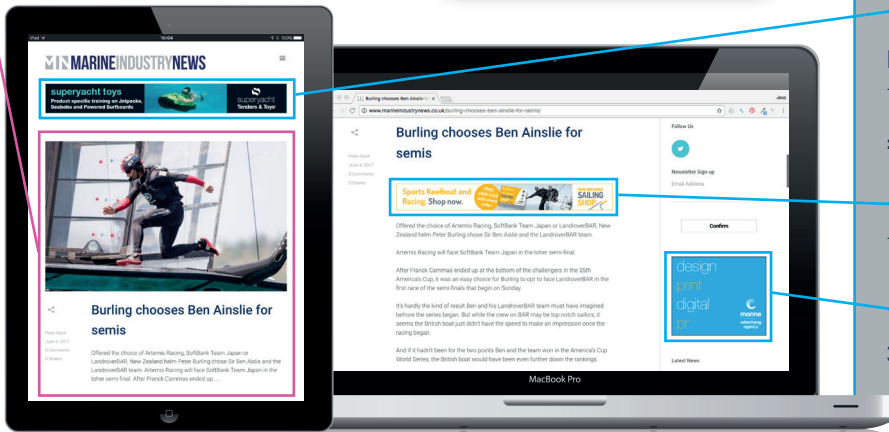 iPad
10:04
100%
MIN MARINEINDUSTRYNEWS
superyacht toys
Product specific training on Jetpacks,
Seabobs and Powered Surfboards
superyacht
Tenders & Toys
Burling chooses Ben Ainslie for
semis
Peter Nash
June 4, 2017
0 Comments
0 Shares
Offered the choice of Artemis Racing, SoftBank Team Japan or
LandroverBAR, New Zealand helm Peter Burling chose Sir Ben Aislie and the
LandroverBAR team. Artemis Racing will face SoftBank Team Japan in the
toher semi-final. After Franck Cammas ended up ....
Burling chooses Ben Ainslie for
Jess
www.marineindustrynews.co.uk/burling-chooses-ben-ainslie-for-semis/
Burling chooses Ben Ainslie for
semis
Peter Nash
June 4, 2017
0 Comments
0 Shares
Sports Keelboat and
Racing. Shop now.
PERFORMANCE
SAILING
SHOP
Offered the choice of Artemis Racing, SoftBank Team Japan or LandroverBAR, New
Zealand helm Peter Burling chose Sir Ben Aislie and the LandroverBAR team.
Artemis Racing will face SoftBank Team Japan in the toher semi-final.
After Franck Cammas ended up at the bottom of the challengers in the 35th
America's Cup, it was an easy choice for Burling to opt to face LandroverBAR in the
first race of the semi-finals that begin on Sunday.
It's hardly the kind of result Ben and his LandroverBAR team must have imagined
before the series began. But while the crew on BAR may be top notch sailors, it
seems the British boat just didn't have the speed to make an impression once the
racing began.
And if it hadn't been for the two points Ben and the team won in the America's Cup
World Series, the British boat would have been even further down the rankings.
Follow Us
Newsletter Sign up
Email Address
Confirm
design
print
digital
pr
marine
advertising
agency
Latest News
MacBook Pro